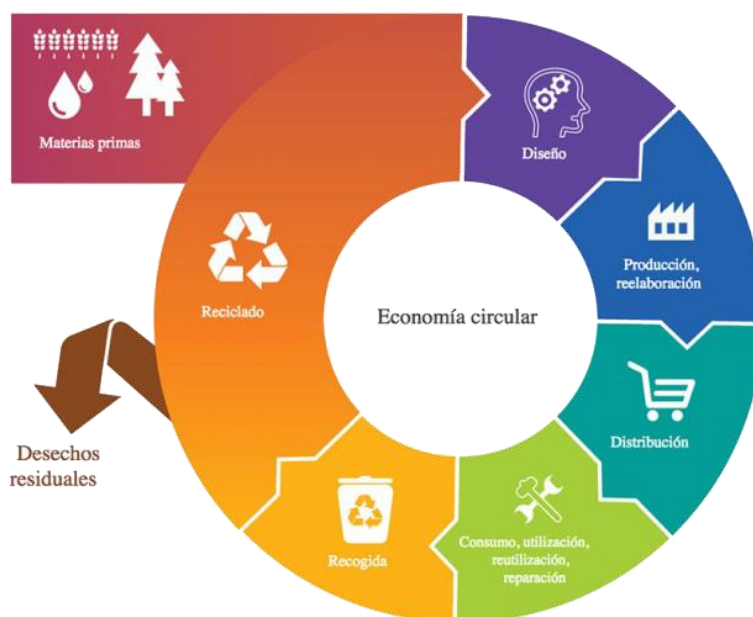 Materias primas
Diseño
Producción,
reelaboración
Distribución
Consumo, utilización,
reutilización,
reparación
Recogida
Reciclado
Desechos
residuales
Economía circular